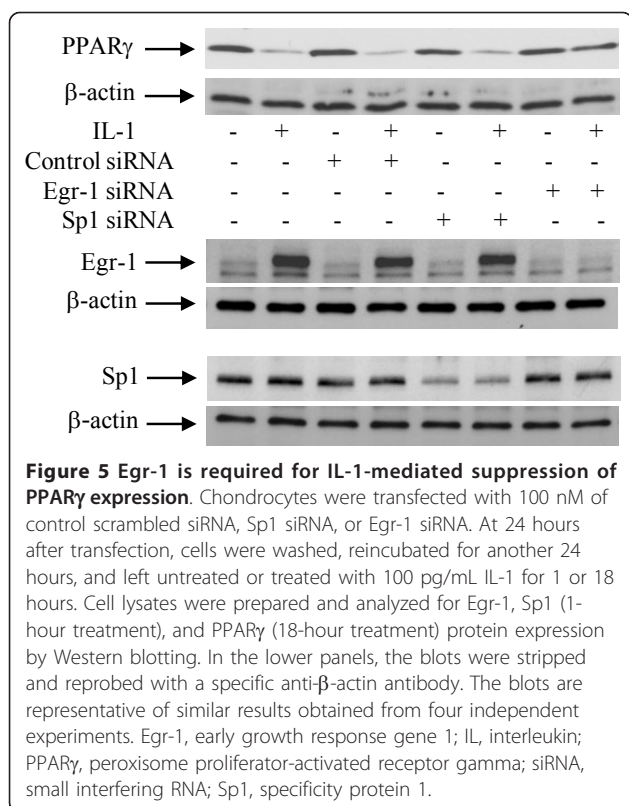 PPARγ
β-actin
IL-1 - + - + - + - +
Control siRNA - - + + - - - -
Egr-1 siRNA - - - - - - + +
Sp1 siRNA - - - - + + - -
Egr-1
β-actin
Sp1
β-actin
Figure 5 Egr-1 is required for IL-1-mediated suppression of
PPARγ expression. Chondrocytes were transfected with 100 nM of
control scrambled siRNA, Sp1 siRNA, or Egr-1 siRNA. At 24 hours
after transfection, cells were washed, reincubated for another 24
hours, and left untreated or treated with 100 pg/mL IL-1 for 1 or 18
hours. Cell lysates were prepared and analyzed for Egr-1, Sp1 (1-
hour treatment), and PPARγ (18-hour treatment) protein expression
by Western blotting. In the lower panels, the blots were stripped
and reprobed with a specific anti-β-actin antibody. The blots are
representative of similar results obtained from four independent
experiments. Egr-1, early growth response gene 1; IL, interleukin;
PPARγ, peroxisome proliferator-activated receptor gamma; siRNA,
small interfering RNA; Sp1, specificity protein 1.